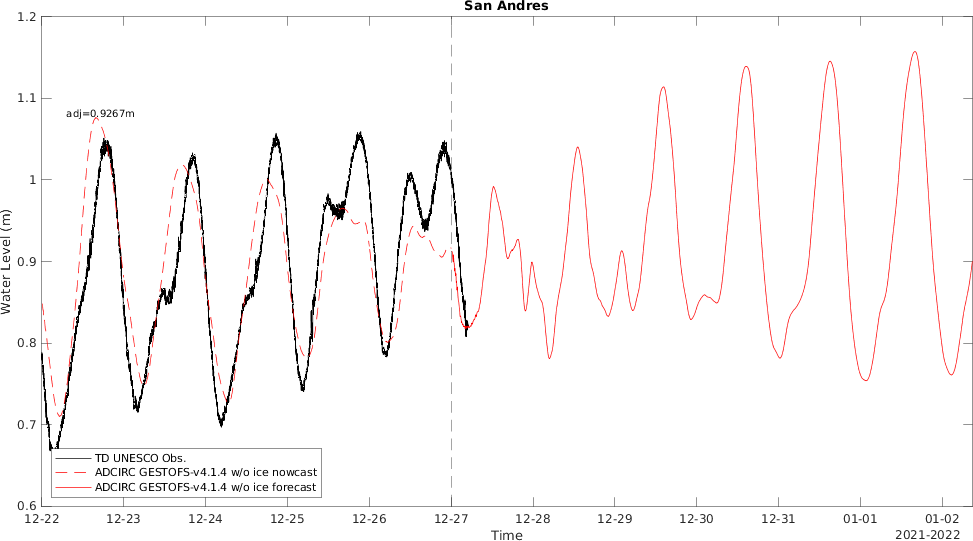 San Andres
1.2
1.1
1
0.9
0.8
0.7
0.6
Water Level (m)
adj=0.9267m
TD UNESCO Obs.
ADCIRC GESTOFS-v4.1.4 w/o ice nowcast
ADCIRC GESTOFS-v4.1.4 w/o ice forecast
12-22 12-23 12-24 12-25 12-26 12-27 12-28 12-29 12-30 12-31 01-01 01-02
Time
2021-2022